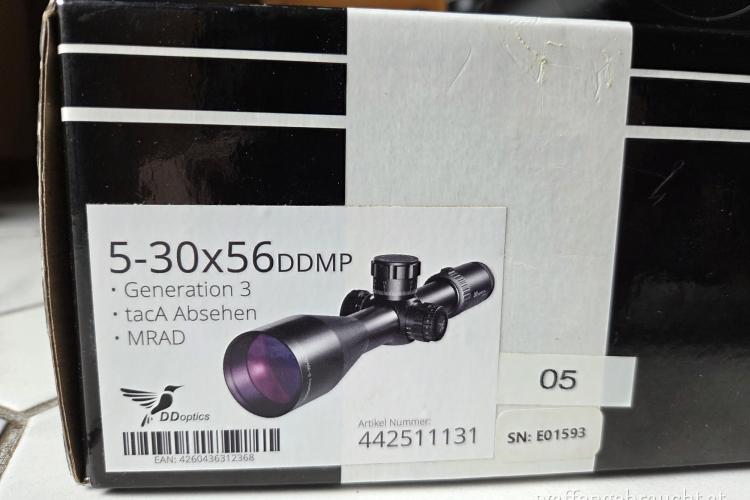 5-30x56DDMP
• Generation 3
• tacA Absehen
• MRAD
DDoptics
EAN: 4260436312368
Artikel Nummer:
442511131
05
SN: E01593